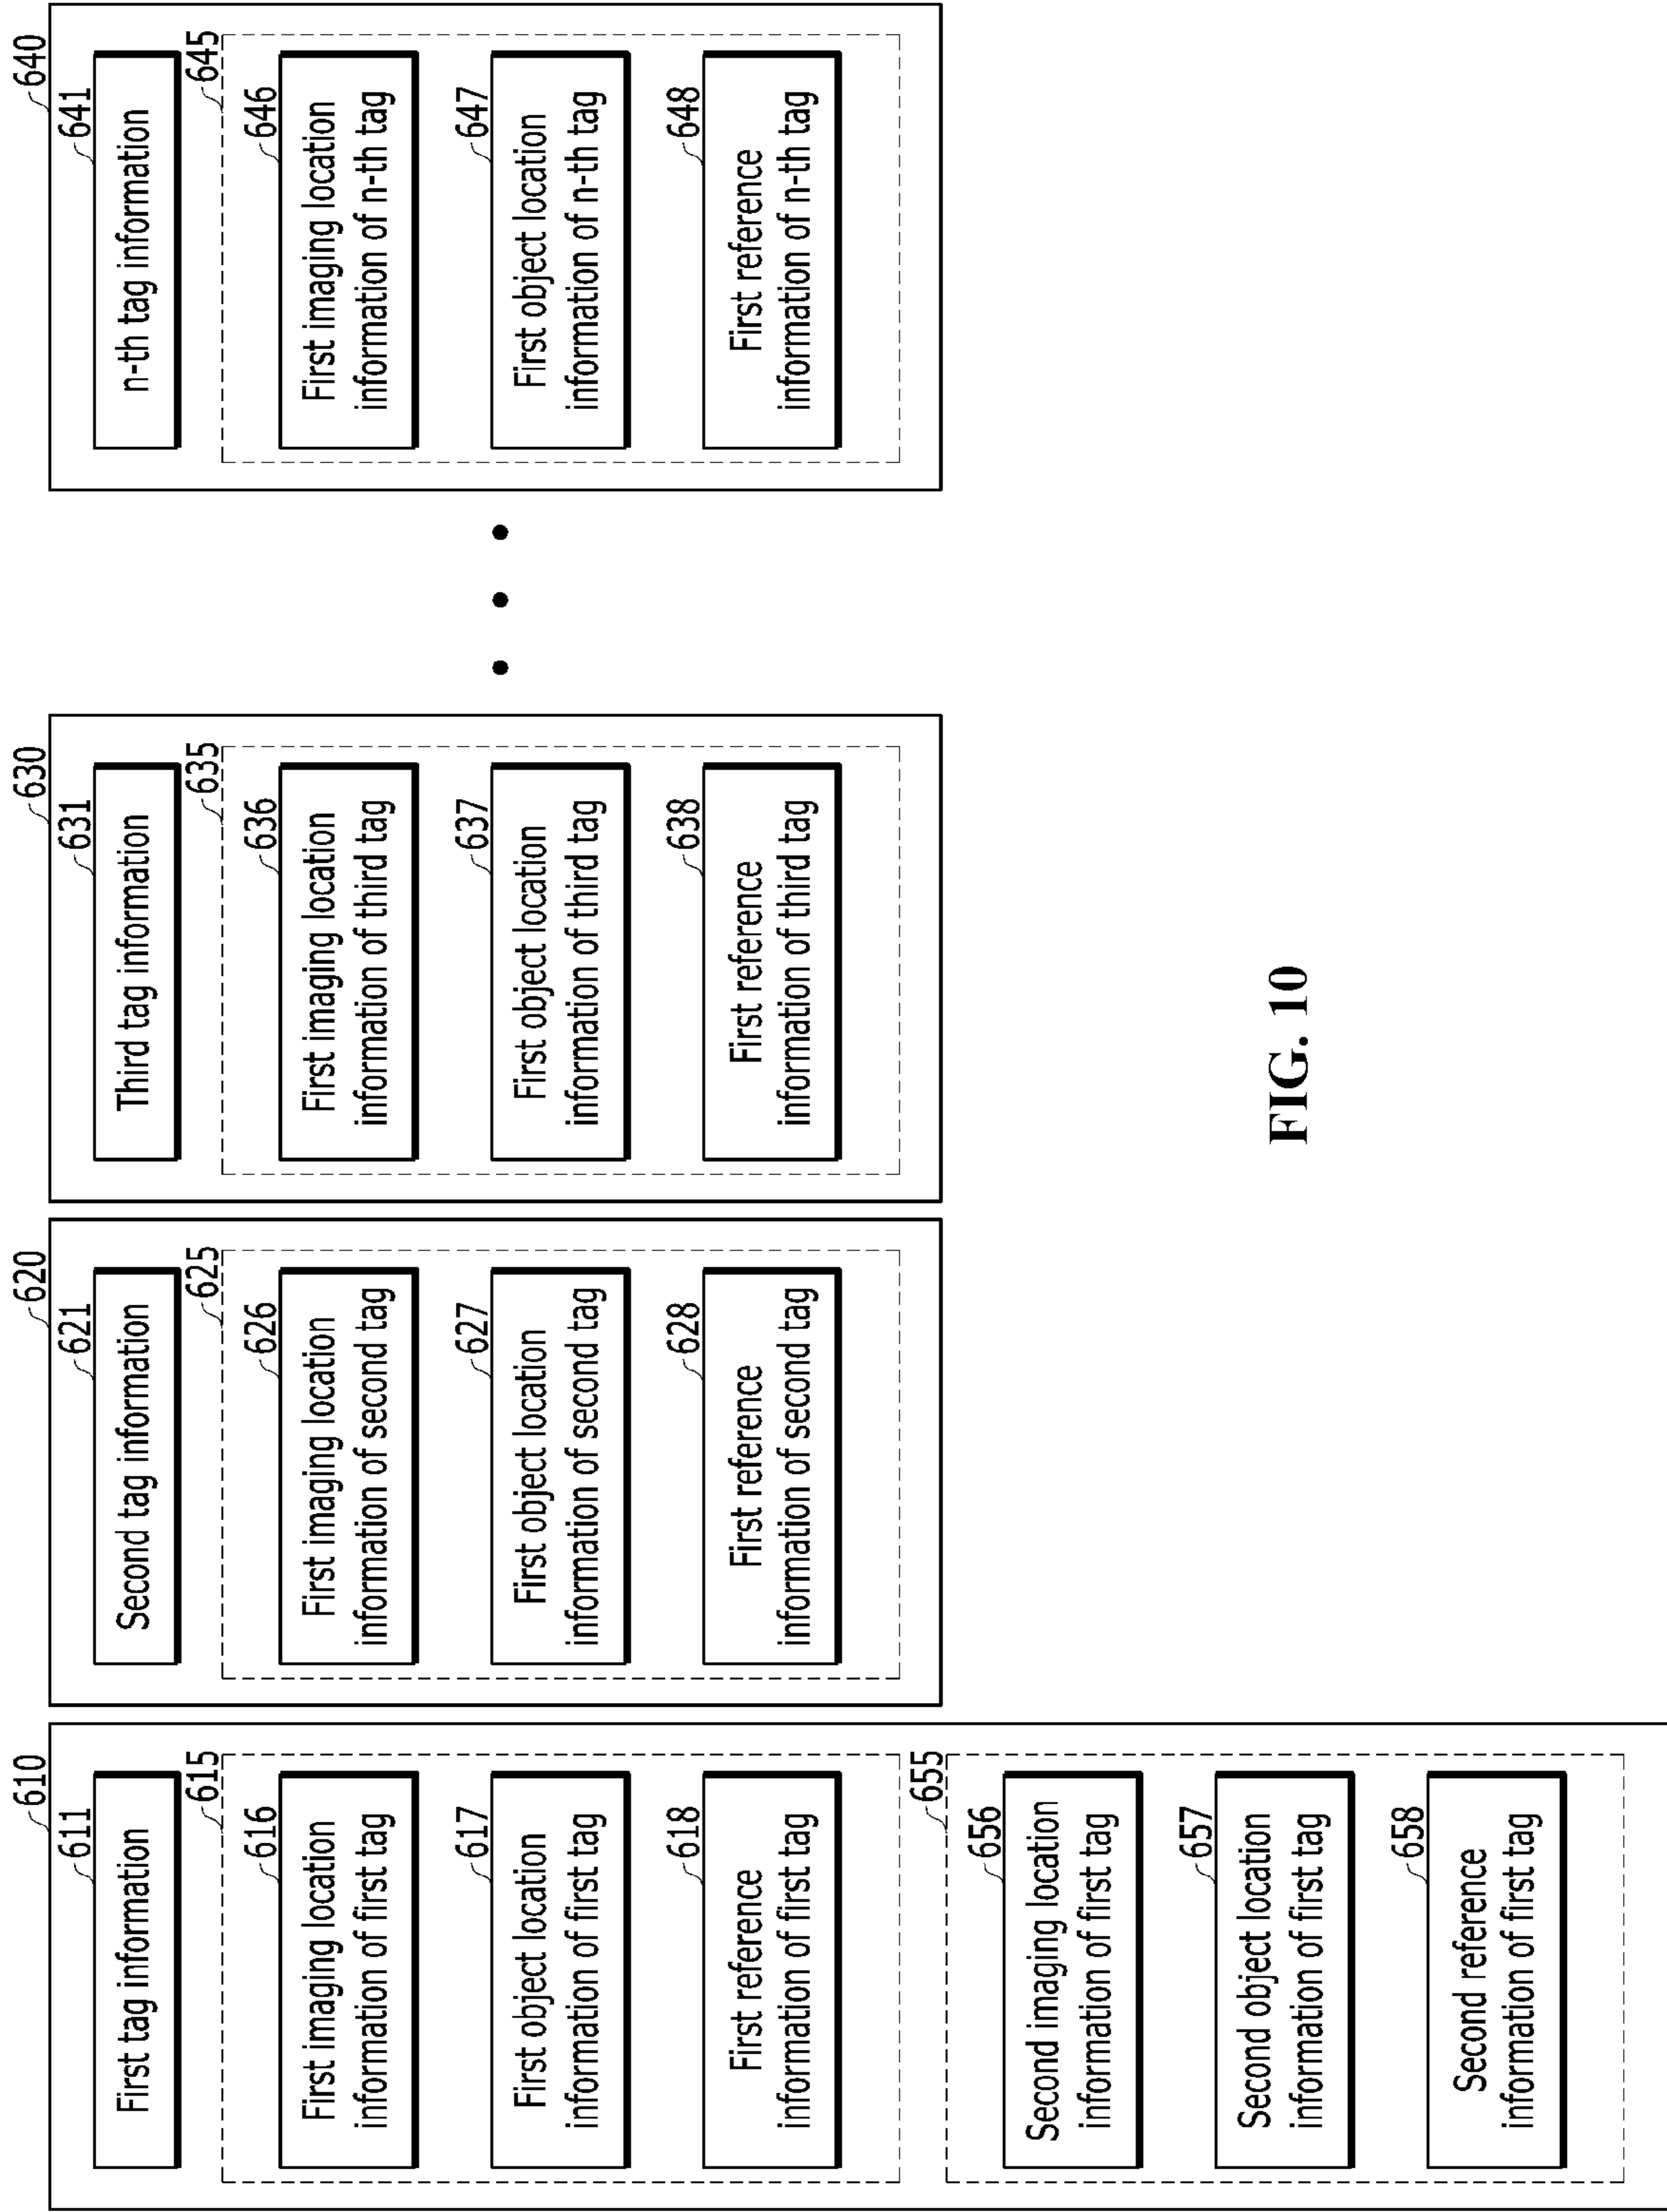 610
611
First tag information
615
616
First imaging location
information of first tag
617
First object location
information of first tag
618
First reference
information of first tag
655
656
Second imaging location
information of first tag
657
Second object location
information of first tag
658
Second reference
information of first tag
620
621
Second tag information
625
626
First imaging location
information of second tag
627
First object location
information of second tag
628
First reference
information of second tag
630
631
Third tag information
635
636
First imaging location
information of third tag
637
First object location
information of third tag
638
First reference
information of third tag
640
641
n-th tag information
645
646
First imaging location
information of n-th tag
647
First object location
information of n-th tag
648
First reference
information of n-th tag
FIG. 10